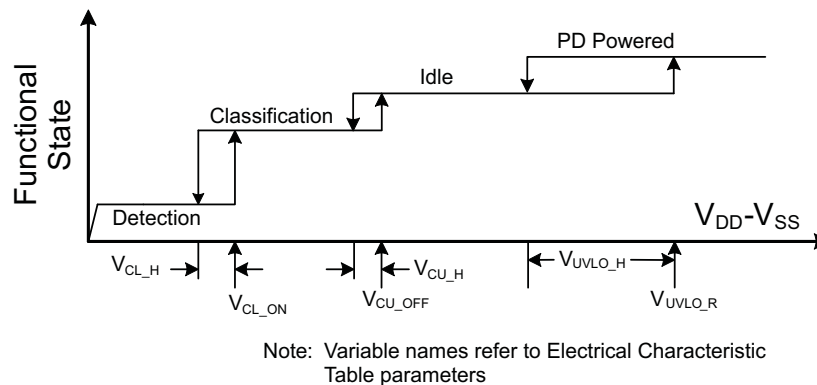 Functional
State
PD Powered
Idle
Classification
Detection
VDD-VSS
VCL_H
VCU_H
VUVLO_H
VCL_ON
VCU_OFF
VUVLO_R
Note: Variable names refer to Electrical Characteristic
Table parameters